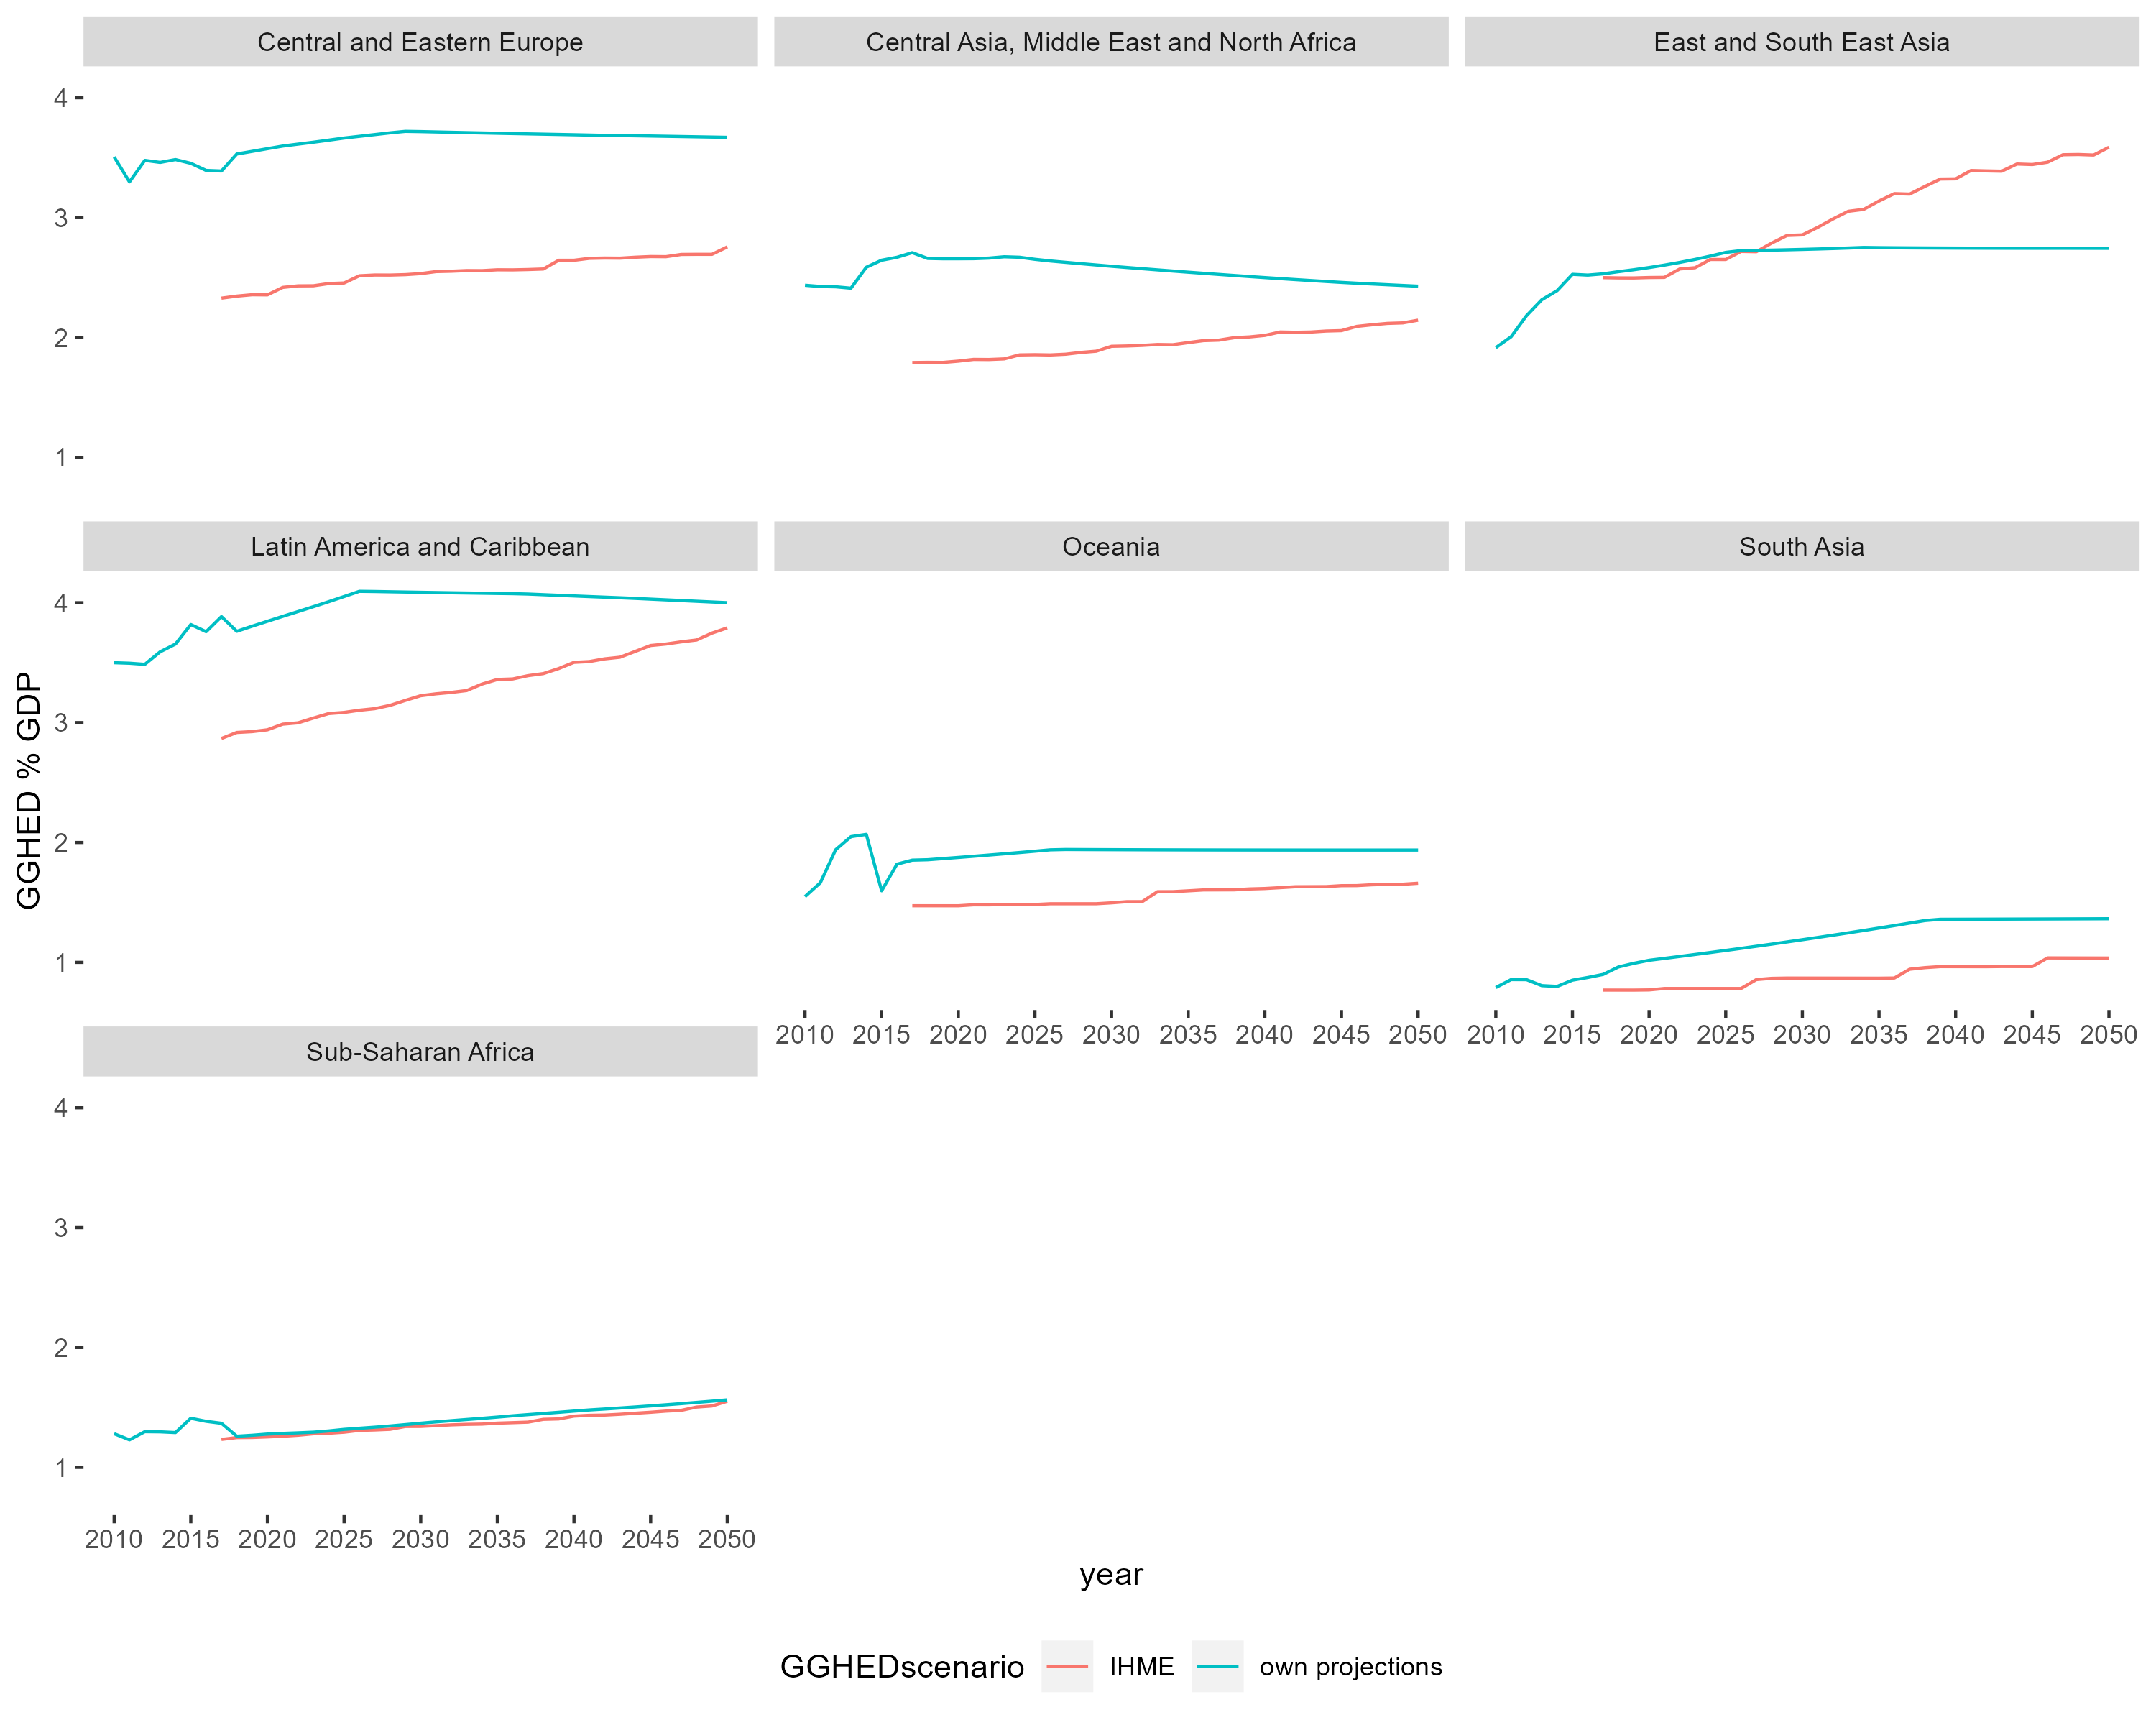 Central and Eastern Europe
Central Asia, Middle East and North Africa
East and South East Asia
4
3
2
1
Latin America and Caribbean
Oceania
South Asia
GGHED % GDP
4
3
2
1
2010 2015 2020 2025 2030 2035 2040 2045 2050
2010 2015 2020 2025 2030 2035 2040 2045 2050
Sub-Saharan Africa
4
3
2
1
2010 2015 2020 2025 2030 2035 2040 2045 2050
year
GGHEDscenario IHME own projections